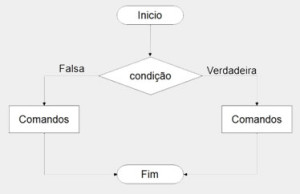 Inicio
Falsa
condição
Verdadeira
Comandos
Comandos
Fim